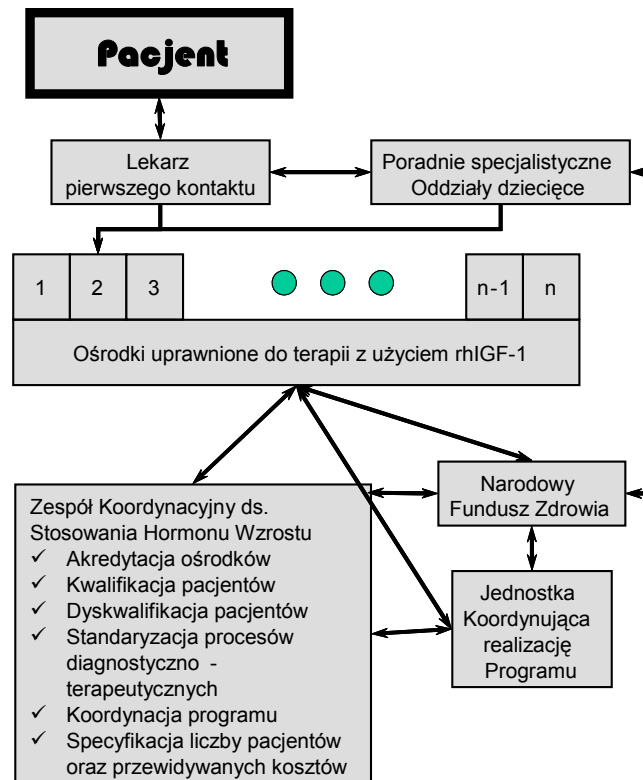 Pacjent
Lekarz
pierwszego kontaktu
Poradnie specjalistyczne
Oddziały dziecięce
1
2
3
n-1
n
Ośrodki uprawnione do terapii z użyciem rhIGF-1
Zespół Koordynacyjny ds.
Stosowania Hormonu Wzrostu
✓ Akredytacja ośrodków
✓ Kwalifikacja pacjentów
✓ Dyskwalifikacja pacjentów
✓ Standaryzacja procesów
diagnostyczno -
terapeutycznych
✓ Koordynacja programu
✓ Specyfikacja liczby pacjentów
oraz przewidywanych kosztów
Narodowy
Fundusz Zdrowia
Jednostka
Koordynująca
realizację
Programu